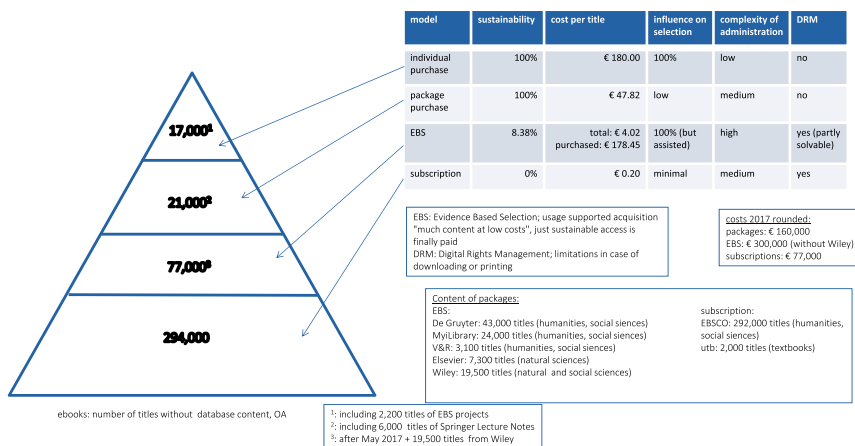 model sustainability cost per title influence on selection complexity of administration DRM
individual purchase 100% € 180.00 100% low no
package purchase 100% € 47.82 low medium no
EBS 8.38% total: € 4.02 purchased: € 178.45 100% (but assisted) high yes (partly solvable)
subscription 0% € 0.20 minimal medium yes
17,000¹
21,000²
77,000³
294,000
EBS: Evidence Based Selection; usage supported acquisition
"much content at low costs", just sustainable access is
finally paid
DRM: Digital Rights Management; limitations in case of
downloading or printing
costs 2017 rounded:
packages: € 160,000
EBS: € 300,000 (without Wiley)
subscriptions: € 77,000
Content of packages:
EBS:
De Gruyter: 43,000 titles (humanities, social siences)
MyiLibrary: 24,000 titles (humanities, social siences)
V&R: 3,100 titles (humanities, social siences)
Elsevier: 7,300 titles (natural sciences)
Wiley: 19,500 titles (natural and social sciences)
subscription:
EBSCO: 292,000 titles (humanities,
social siences)
utb: 2,000 titles (textbooks)
ebooks: number of titles without database content, OA
¹: including 2,200 titles of EBS projects
²: including 6,000 titles of Springer Lecture Notes
³: after May 2017 + 19,500 titles from Wiley